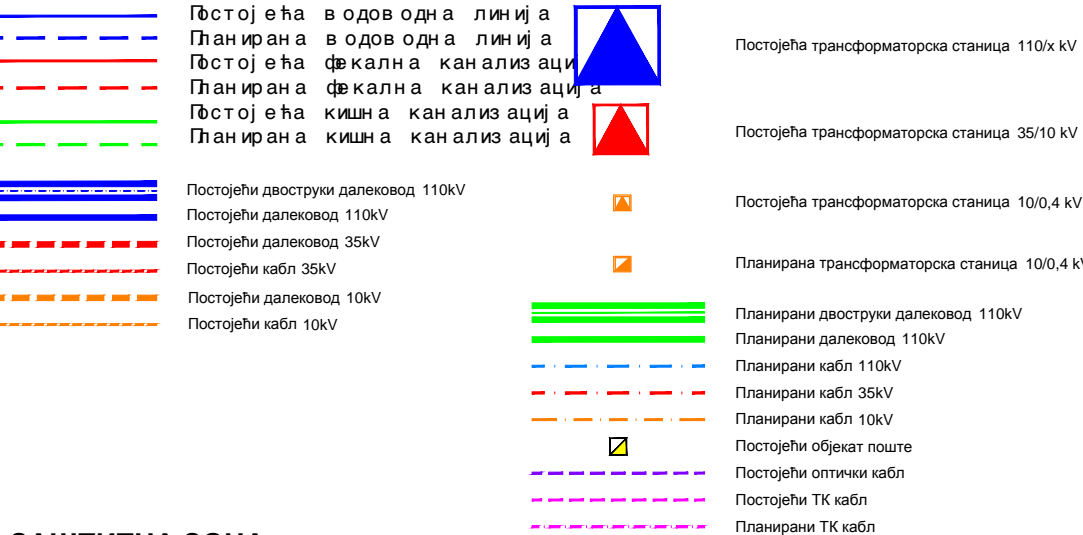 Постојећа водоводна линија
Планирана водоводна линија
Постојећа фекална канализаци
Планирана фекална канализација
Постојећа кишна канализација
Планирана кишна канализација
Постојећи двоструки далековод 110kV
Постојећи далековод 110kV
Постојећи далековод 35kV
Постојећи кабл 35kV
Постојећи далековод 10kV
Постојећи кабл 10kV
Постојећа трансформаторска станица 110/x kV
Постојећа трансформаторска станица 35/10 kV
Постојећа трансформаторска станица 10/0,4 kV
Планирана трансформаторска станица 10/0,4 kV
Планирани двоструки далековод 110kV
Планирани далековод 110kV
Планирани кабл 110kV
Планирани кабл 35kV
Планирани кабл 10kV
Постојећи објекат поште
Постојећи оптички кабл
Постојећи ТК кабл
Планирани ТК кабл